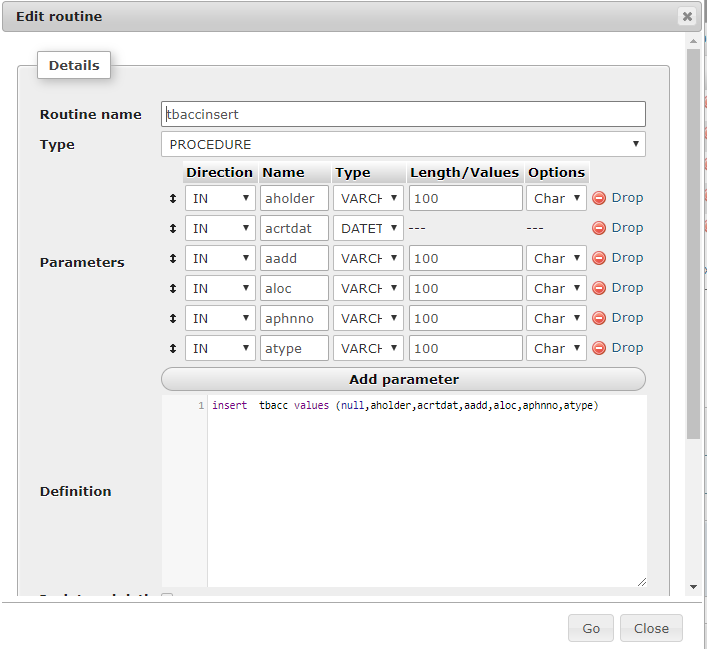 Edit routine
Details
Routine name tbaccinsert
Type PROCEDURE
Direction Name Type Length/Values Options
IN aholder VARCH 100 Char Drop
IN acrtdat DATET --- --- Drop
Parameters IN aadd VARCH 100 Char Drop
IN aloc VARCH 100 Char Drop
IN aphnno VARCH 100 Char Drop
IN atype VARCH 100 Char Drop
Add parameter
1 insert  tbacc values (null,aholder,acrtdat,aadd,aloc,aphnno,atype)
Definition
Go Close